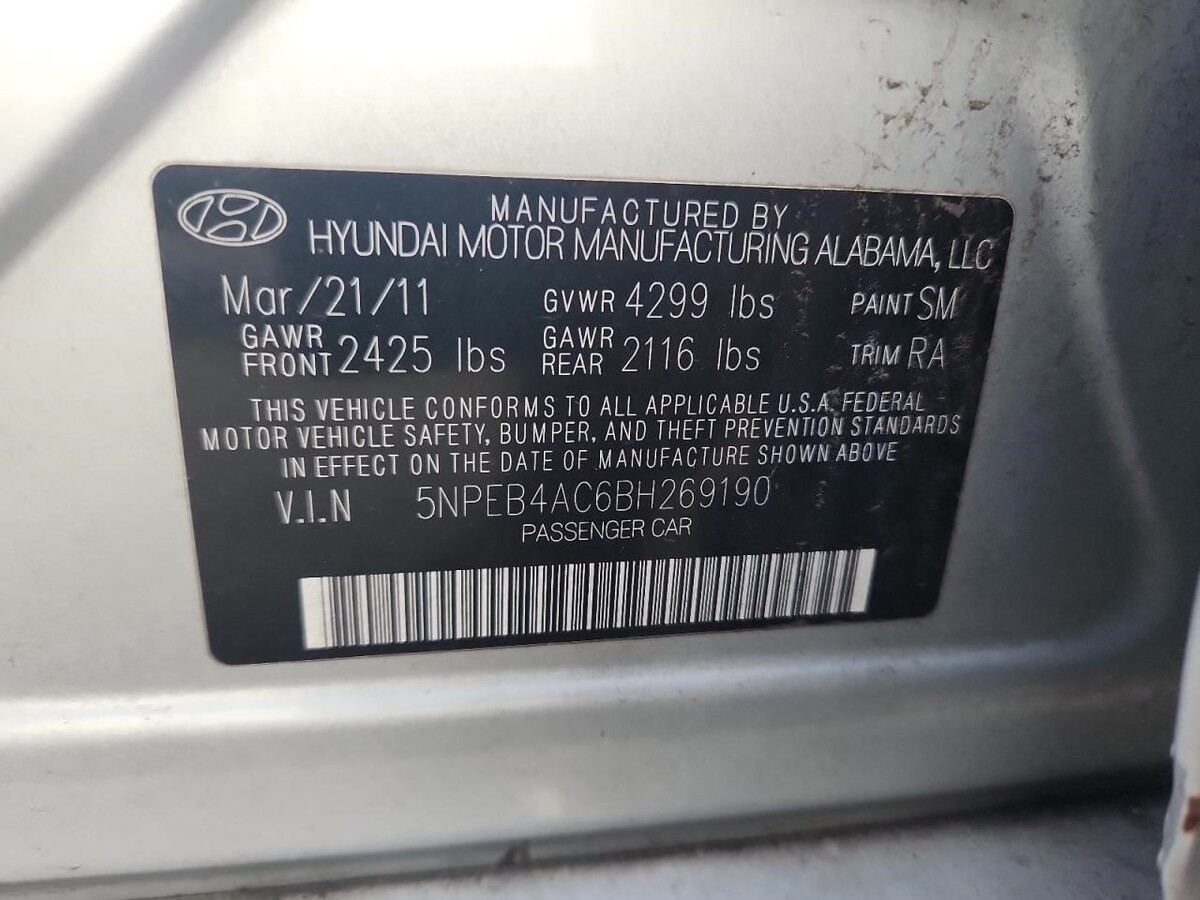 MANUFACTURED BY
HYUNDAI MOTOR MANUFACTURING ALABAMA, LLC
Mar/21/11 GVWR 4299 lbs PAINT SM
GAWR FRONT 2425 lbs GAWR REAR 2116 lbs TRIM RA
THIS VEHICLE CONFORMS TO ALL APPLICABLE U.S.A. FEDERAL
MOTOR VEHICLE SAFETY, BUMPER, AND THEFT PREVENTION STANDARDS
IN EFFECT ON THE DATE OF MANUFACTURE SHOWN ABOVE
V.I.N 5NPEB4AC6BH269190
PASSENGER CAR